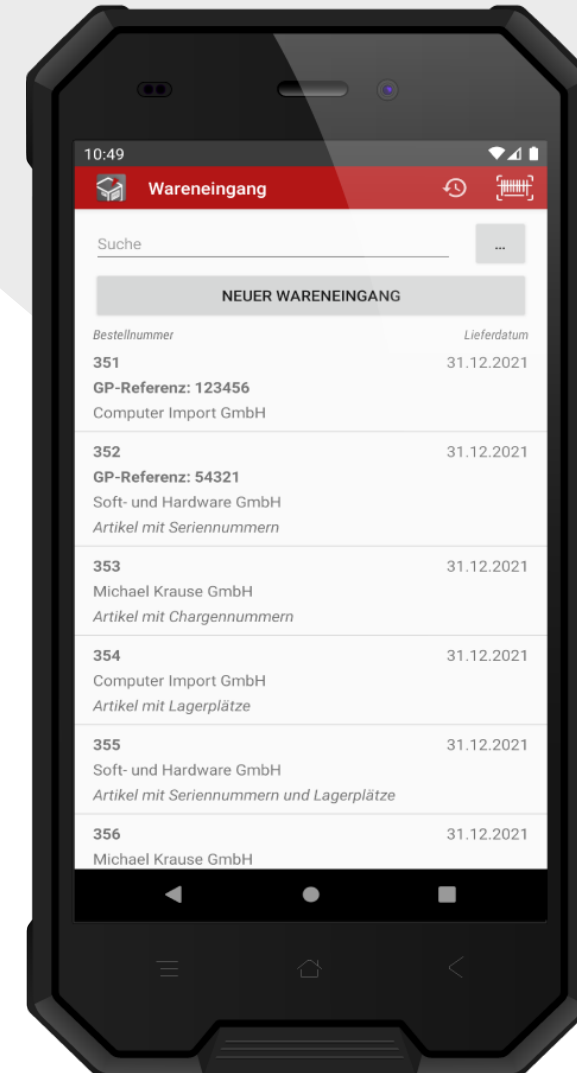 10:49
Wareneingang
Suche
...
NEUER WARENEINGANG
Bestellnummer Lieferdatum
351 31.12.2021
GP-Referenz: 123456
Computer Import GmbH
352 31.12.2021
GP-Referenz: 54321
Soft- und Hardware GmbH
Artikel mit Seriennummern
353 31.12.2021
Michael Krause GmbH
Artikel mit Chargennummern
354 31.12.2021
Computer Import GmbH
Artikel mit Lagerplätze
355 31.12.2021
Soft- und Hardware GmbH
Artikel mit Seriennummern und Lagerplätze
356 31.12.2021
Michael Krause GmbH